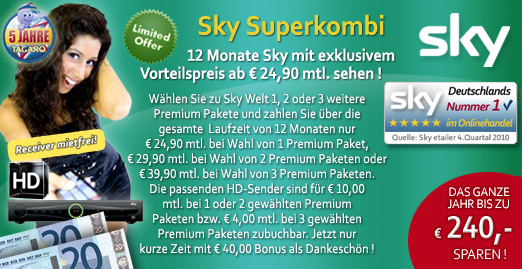 5 JAHRE
TAGARO
Limited
Offer
Sky Superkombi
sky
12 Monate Sky mit exklusivem
Vorteilspreis ab € 24,90 mtl. sehen !
Wählen Sie zu Sky Welt 1, 2 oder 3 weitere
Premium Pakete und zahlen Sie über die
gesamte Laufzeit von 12 Monaten nur
€ 24,90 mtl. bei Wahl von 1 Premium Paket,
€ 29,90 mtl. bei Wahl von 2 Premium Paketen oder
€ 39,90 mtl. bei Wahl von 3 Premium Paketen.
Die passenden HD-Sender sind für € 10,00
mtl. bei 1 oder 2 gewählten Premium
Paketen bzw. € 4,00 mtl. bei 3 gewählten
Premium Paketen zubuchbar. Jetzt nur
kurze Zeit mit € 40,00 Bonus als Dankeschön !
sky
Deutschlands
Nummer 1
im Onlinehandel
Quelle: Sky etailer 4.Quartal 2010
Receiver mietfrei!
HD
20
20
DAS GANZE
JAHR BIS ZU
€ 240,-
SPAREN !